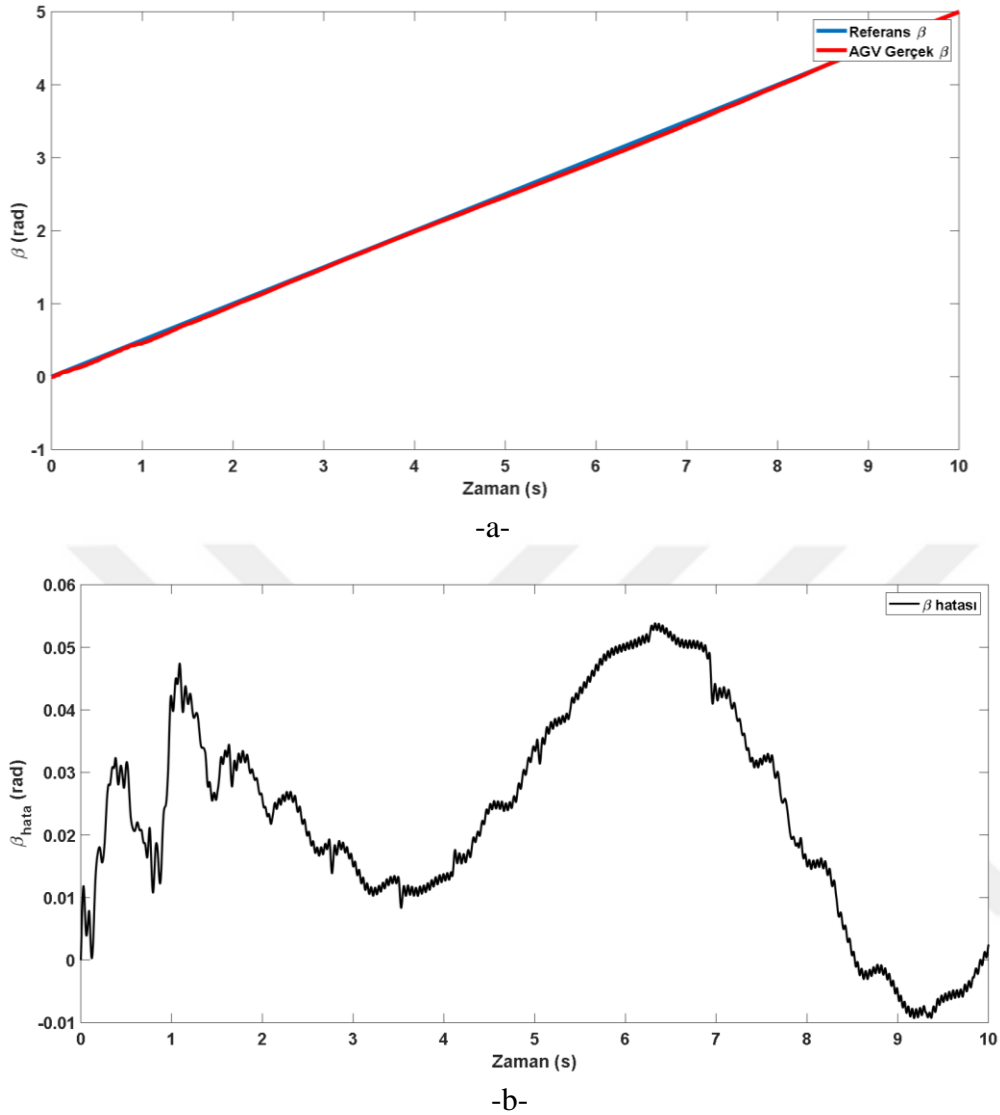 5
4
3
2
1
0
-1
β (rad)
Referans β
AGV Gerçek β
0 1 2 3 4 5 6 7 8 9 10
Zaman (s)
-a-
0.06
0.05
0.04
0.03
0.02
0.01
0
-0.01
βhata (rad)
β hatası
0 1 2 3 4 5 6 7 8 9 10
Zaman (s)
-b-